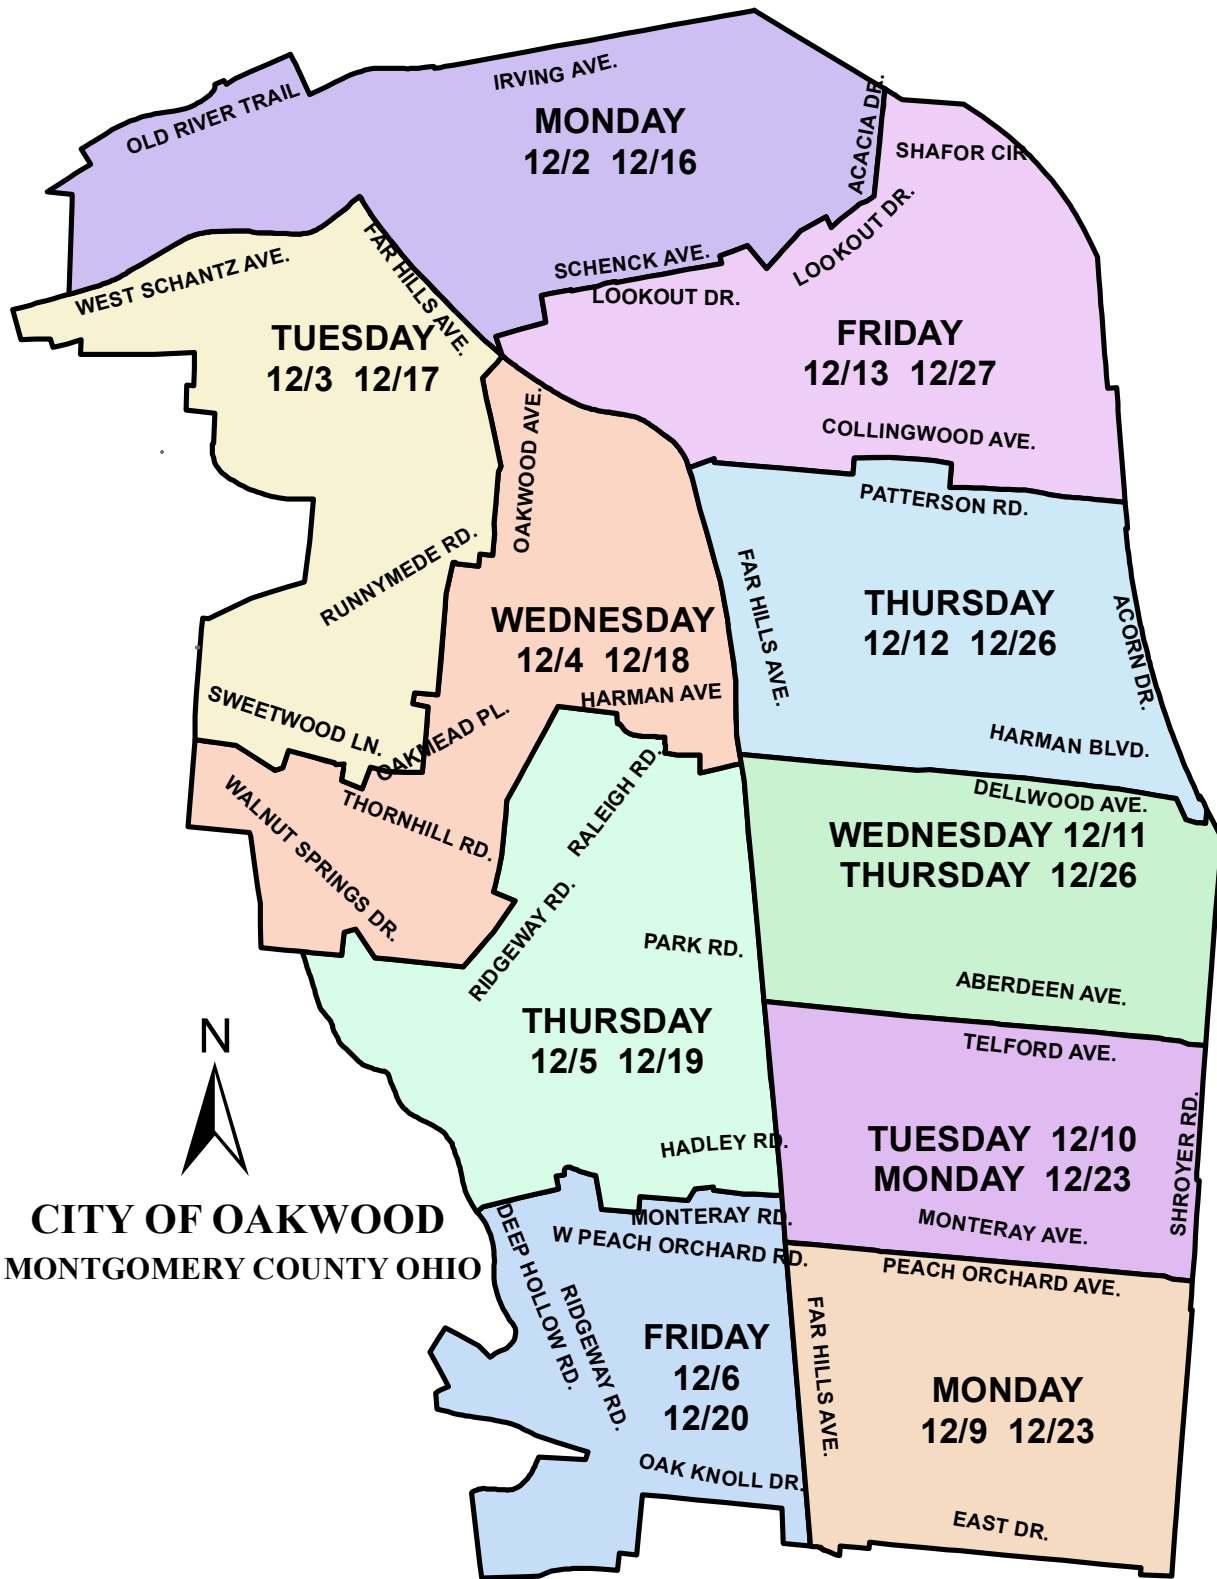 IRVING AVE.
OLD RIVER TRAIL
MONDAY
12/2 12/16
ACACIA DR.
SHAFOR CIR
LOOKOUT DR.
SCHENCK AVE.
LOOKOUT DR.
WEST SCHANTZ AVE.
FAR HILLS AVE.
TUESDAY
12/3 12/17
FRIDAY
12/13 12/27
COLLINGWOOD AVE.
OAKWOOD AVE.
PATTERSON RD.
RUNNYMEDE RD.
FAR HILLS AVE.
THURSDAY
12/12 12/26
ACORN DR.
WEDNESDAY
12/4 12/18
HARMAN AVE
SWEETWOOD LN.
OAKMEAD PL.
HARMAN BLVD.
RALEIGH RD.
THORNHILL RD.
WALNUT SPRINGS DR.
DELLWOOD AVE.
WEDNESDAY 12/11
THURSDAY 12/26
RIDGEWAY RD.
PARK RD.
ABERDEEN AVE.
THURSDAY
12/5 12/19
TELFORD AVE.
N
HADLEY RD.
TUESDAY 12/10
MONDAY 12/23
SHROYER RD.
MONTERAY AVE.
CITY OF OAKWOOD
MONTGOMERY COUNTY OHIO
MONTERAY RD.
W PEACH ORCHARD RD.
DEEP HOLLOW RD.
RIDGEWAY RD.
PEACH ORCHARD AVE.
FRIDAY
12/6
12/20
FAR HILLS AVE.
MONDAY
12/9 12/23
OAK KNOLL DR.
EAST DR.